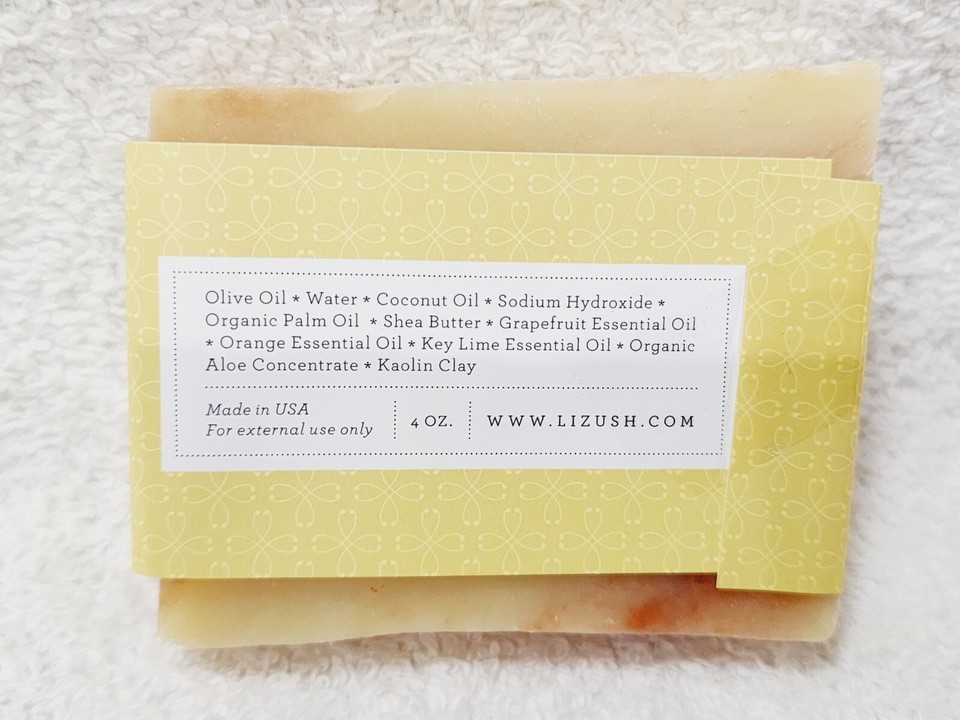 Olive Oil * Water * Coconut Oil * Sodium Hydroxide *
Organic Palm Oil * Shea Butter * Grapefruit Essential Oil
* Orange Essential Oil * Key Lime Essential Oil * Organic
Aloe Concentrate * Kaolin Clay
Made in USA
For external use only
4 OZ.
WWW.LIZUSH.COM